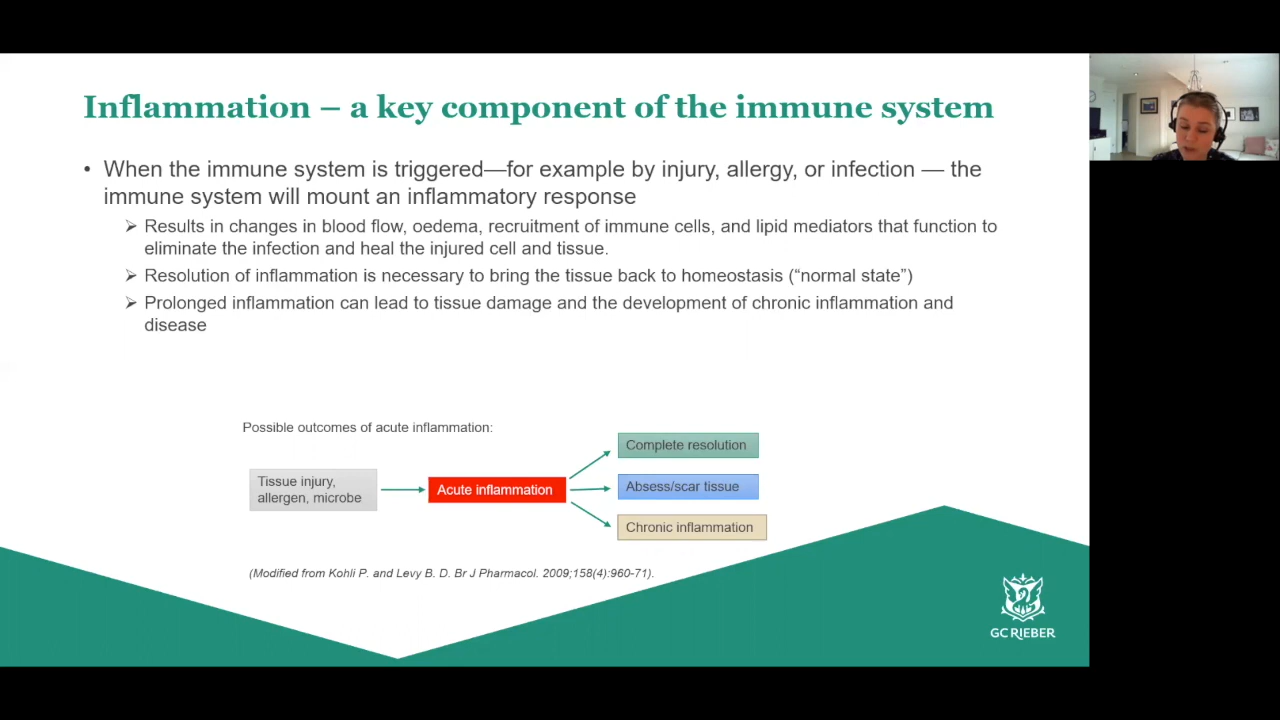 Inflammation – a key component of the immune system
• When the immune system is triggered—for example by injury, allergy, or infection — the
immune system will mount an inflammatory response
➢ Results in changes in blood flow, oedema, recruitment of immune cells, and lipid mediators that function to
eliminate the infection and heal the injured cell and tissue.
➢ Resolution of inflammation is necessary to bring the tissue back to homeostasis (“normal state”)
➢ Prolonged inflammation can lead to tissue damage and the development of chronic inflammation and
disease
Possible outcomes of acute inflammation:
Tissue injury,
allergen, microbe
Acute inflammation
Complete resolution
Absess/scar tissue
Chronic inflammation
(Modified from Kohli P. and Levy B. D. Br J Pharmacol. 2009;158(4):960-71).
GC RIEBER